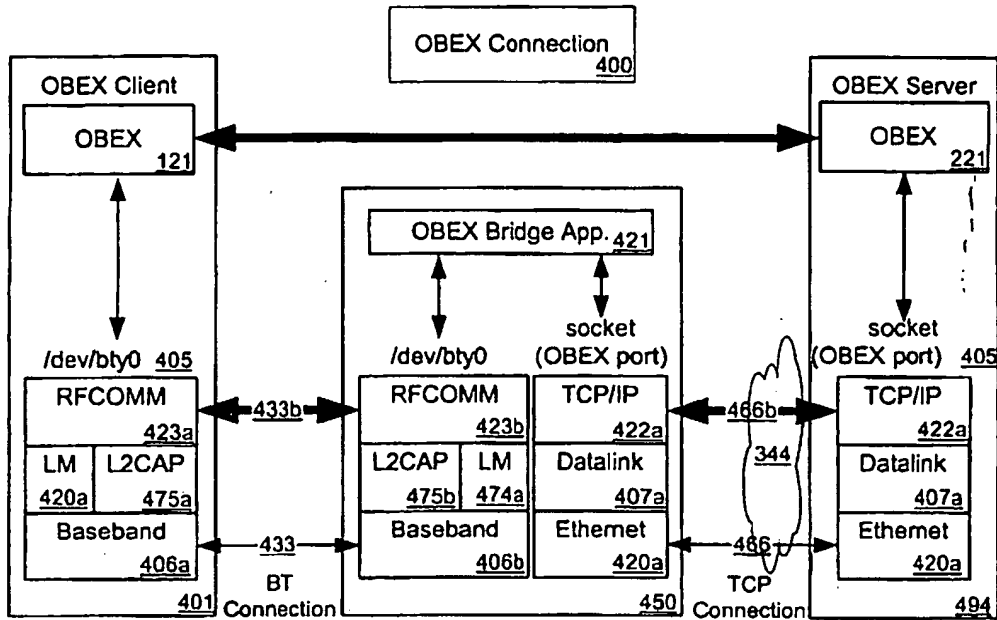 OBEX Connection
400
OBEX Client
OBEX
121
OBEX Server
OBEX
221
OBEX Bridge App.
421
/dev/bty0
405
RFCOMM
423a
LM
420a
L2CAP
475a
Baseband
406a
401
433b
433
BT
Connection
/dev/bty0
RFCOMM
423b
L2CAP
475b
LM
474a
Baseband
406b
socket
(OBEX port)
TCP/IP
422a
Datalink
407a
Ethernet
420a
450
466b
344
466
TCP
Connection
socket
(OBEX port)
405
TCP/IP
422a
Datalink
407a
Ethernet
420a
494